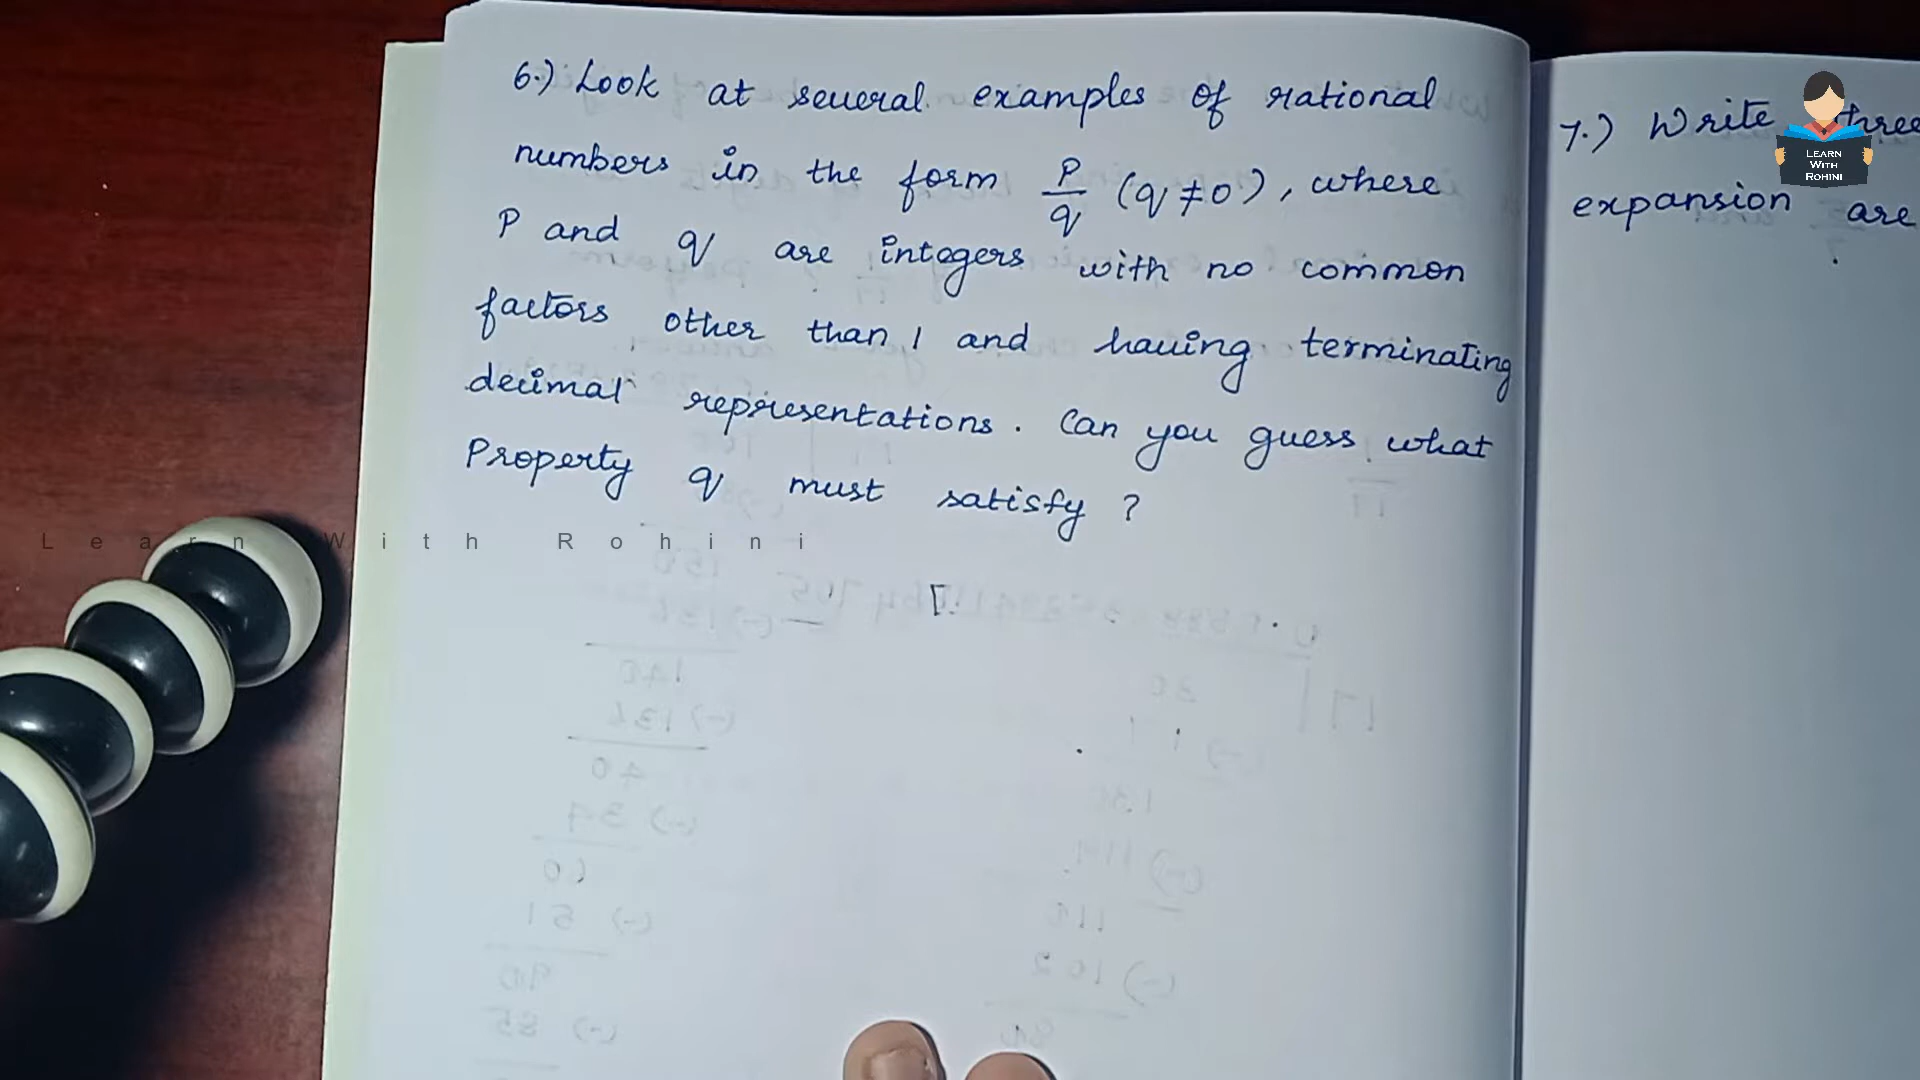 6.) Look at several examples of rational
numbers in the form p/q (q ≠ 0), where
P and q are integers with no common
factors other than 1 and having terminating
decimal representations. Can you guess what
Property q must satisfy ?
7.) Write three
expansion are
LEARN
WITH
ROHINI
Learn With Rohini